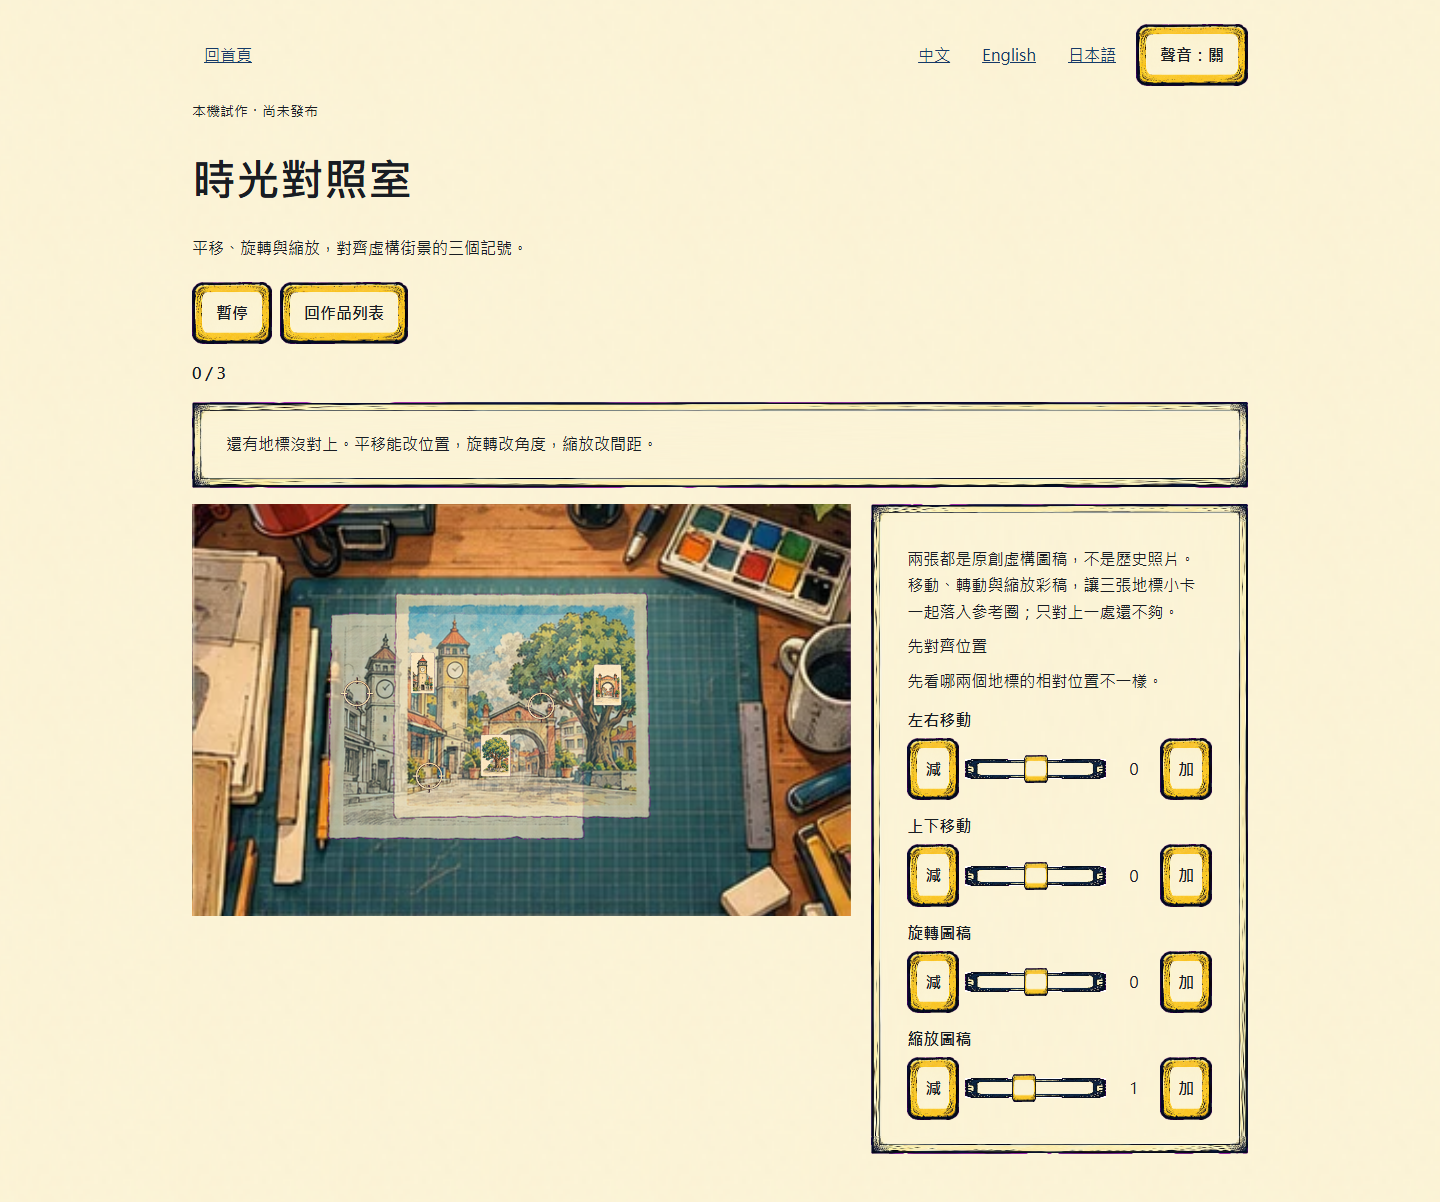 回首頁
中文
English
日本語
聲音：關
本機試作・尚未發布
時光對照室
平移、旋轉與縮放，對齊虛構街景的三個記號。
暫停
回作品列表
0 / 3
還有地標沒對上。平移能改位置，旋轉改角度，縮放改間距。
兩張都是原創虛構圖稿，不是歷史照片。
移動、轉動與縮放彩稿，讓三張地標小卡
一起落入參考圈；只對上一處還不夠。
先對齊位置
先看哪兩個地標的相對位置不一樣。
左右移動
減
0
加
上下移動
減
0
加
旋轉圖稿
減
0
加
縮放圖稿
減
1
加